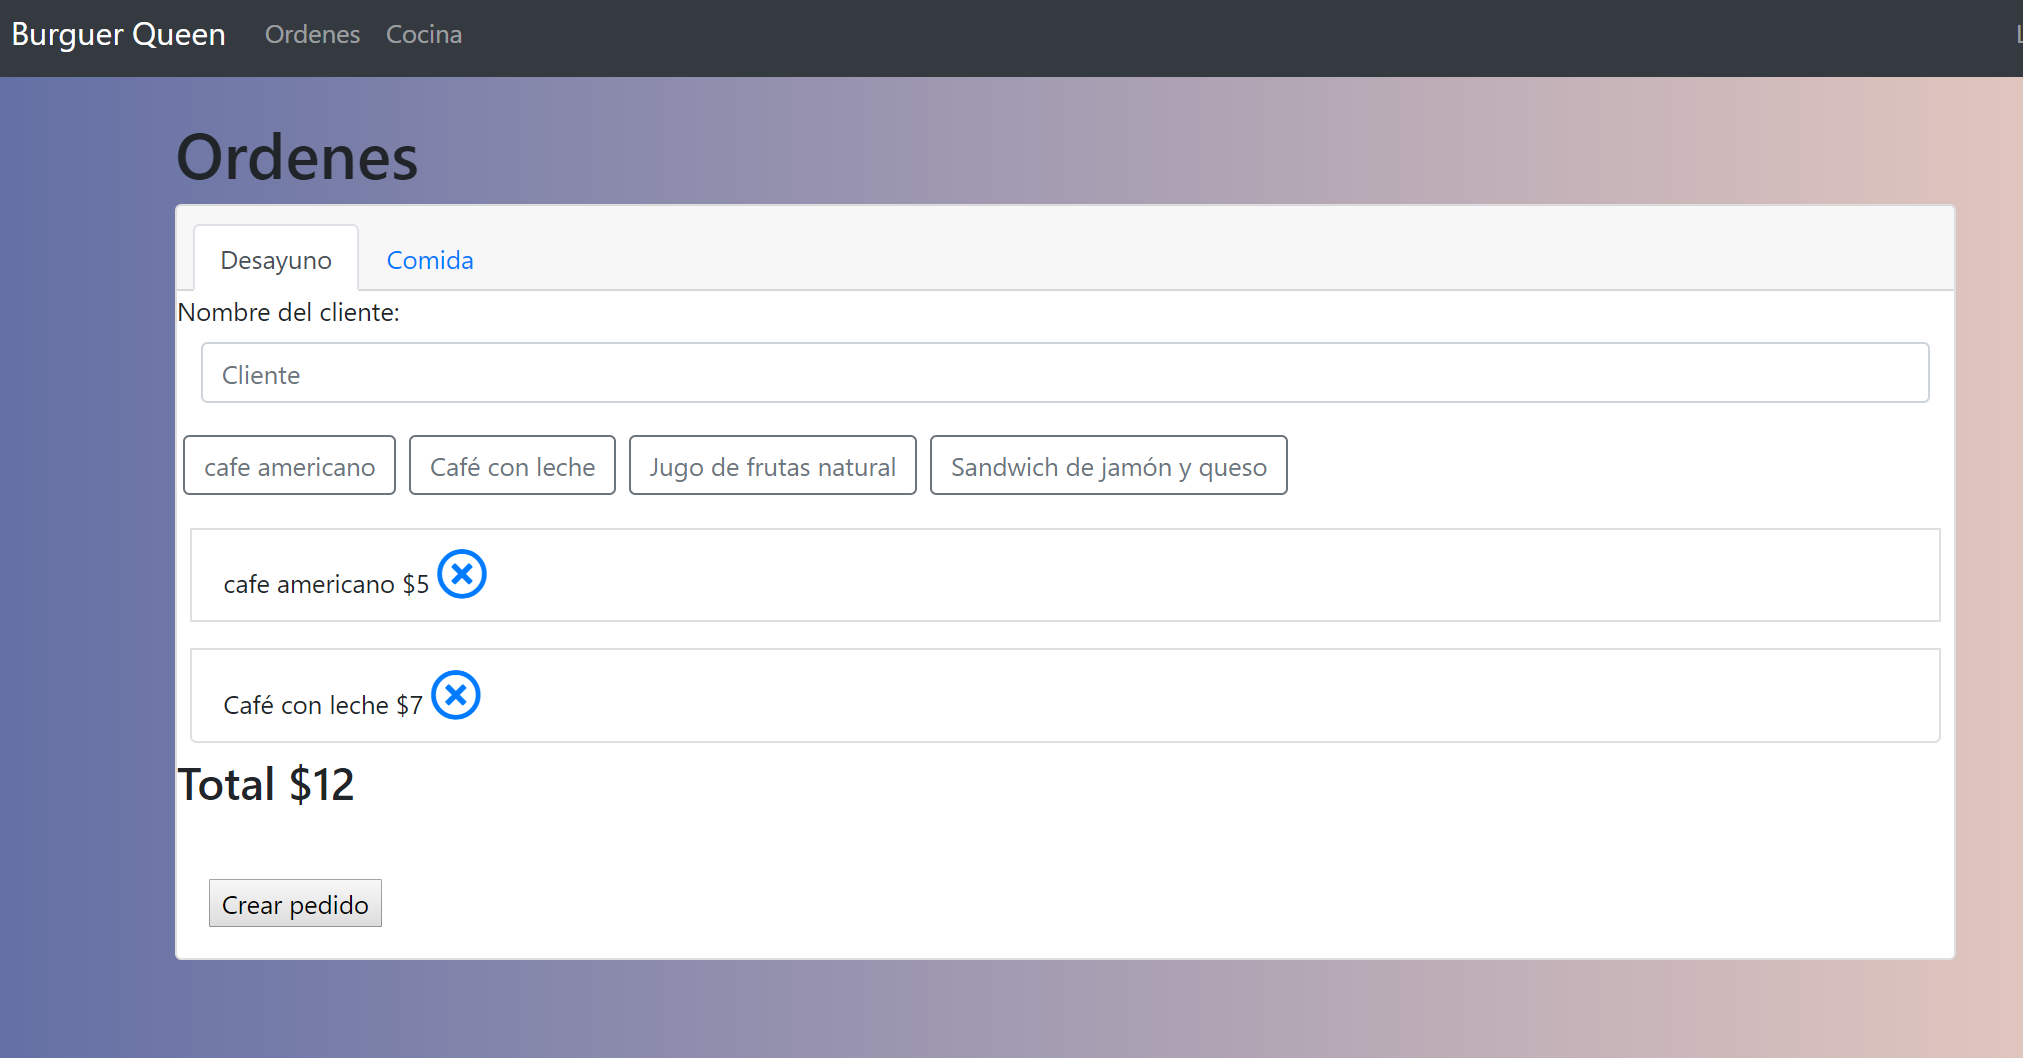 Burguer Queen Ordenes Cocina
Ordenes
Desayuno Comida
Nombre del cliente:
Cliente
cafe americano Café con leche Jugo de frutas natural Sandwich de jamón y queso
cafe americano $5
Café con leche $7
Total $12
Crear pedido